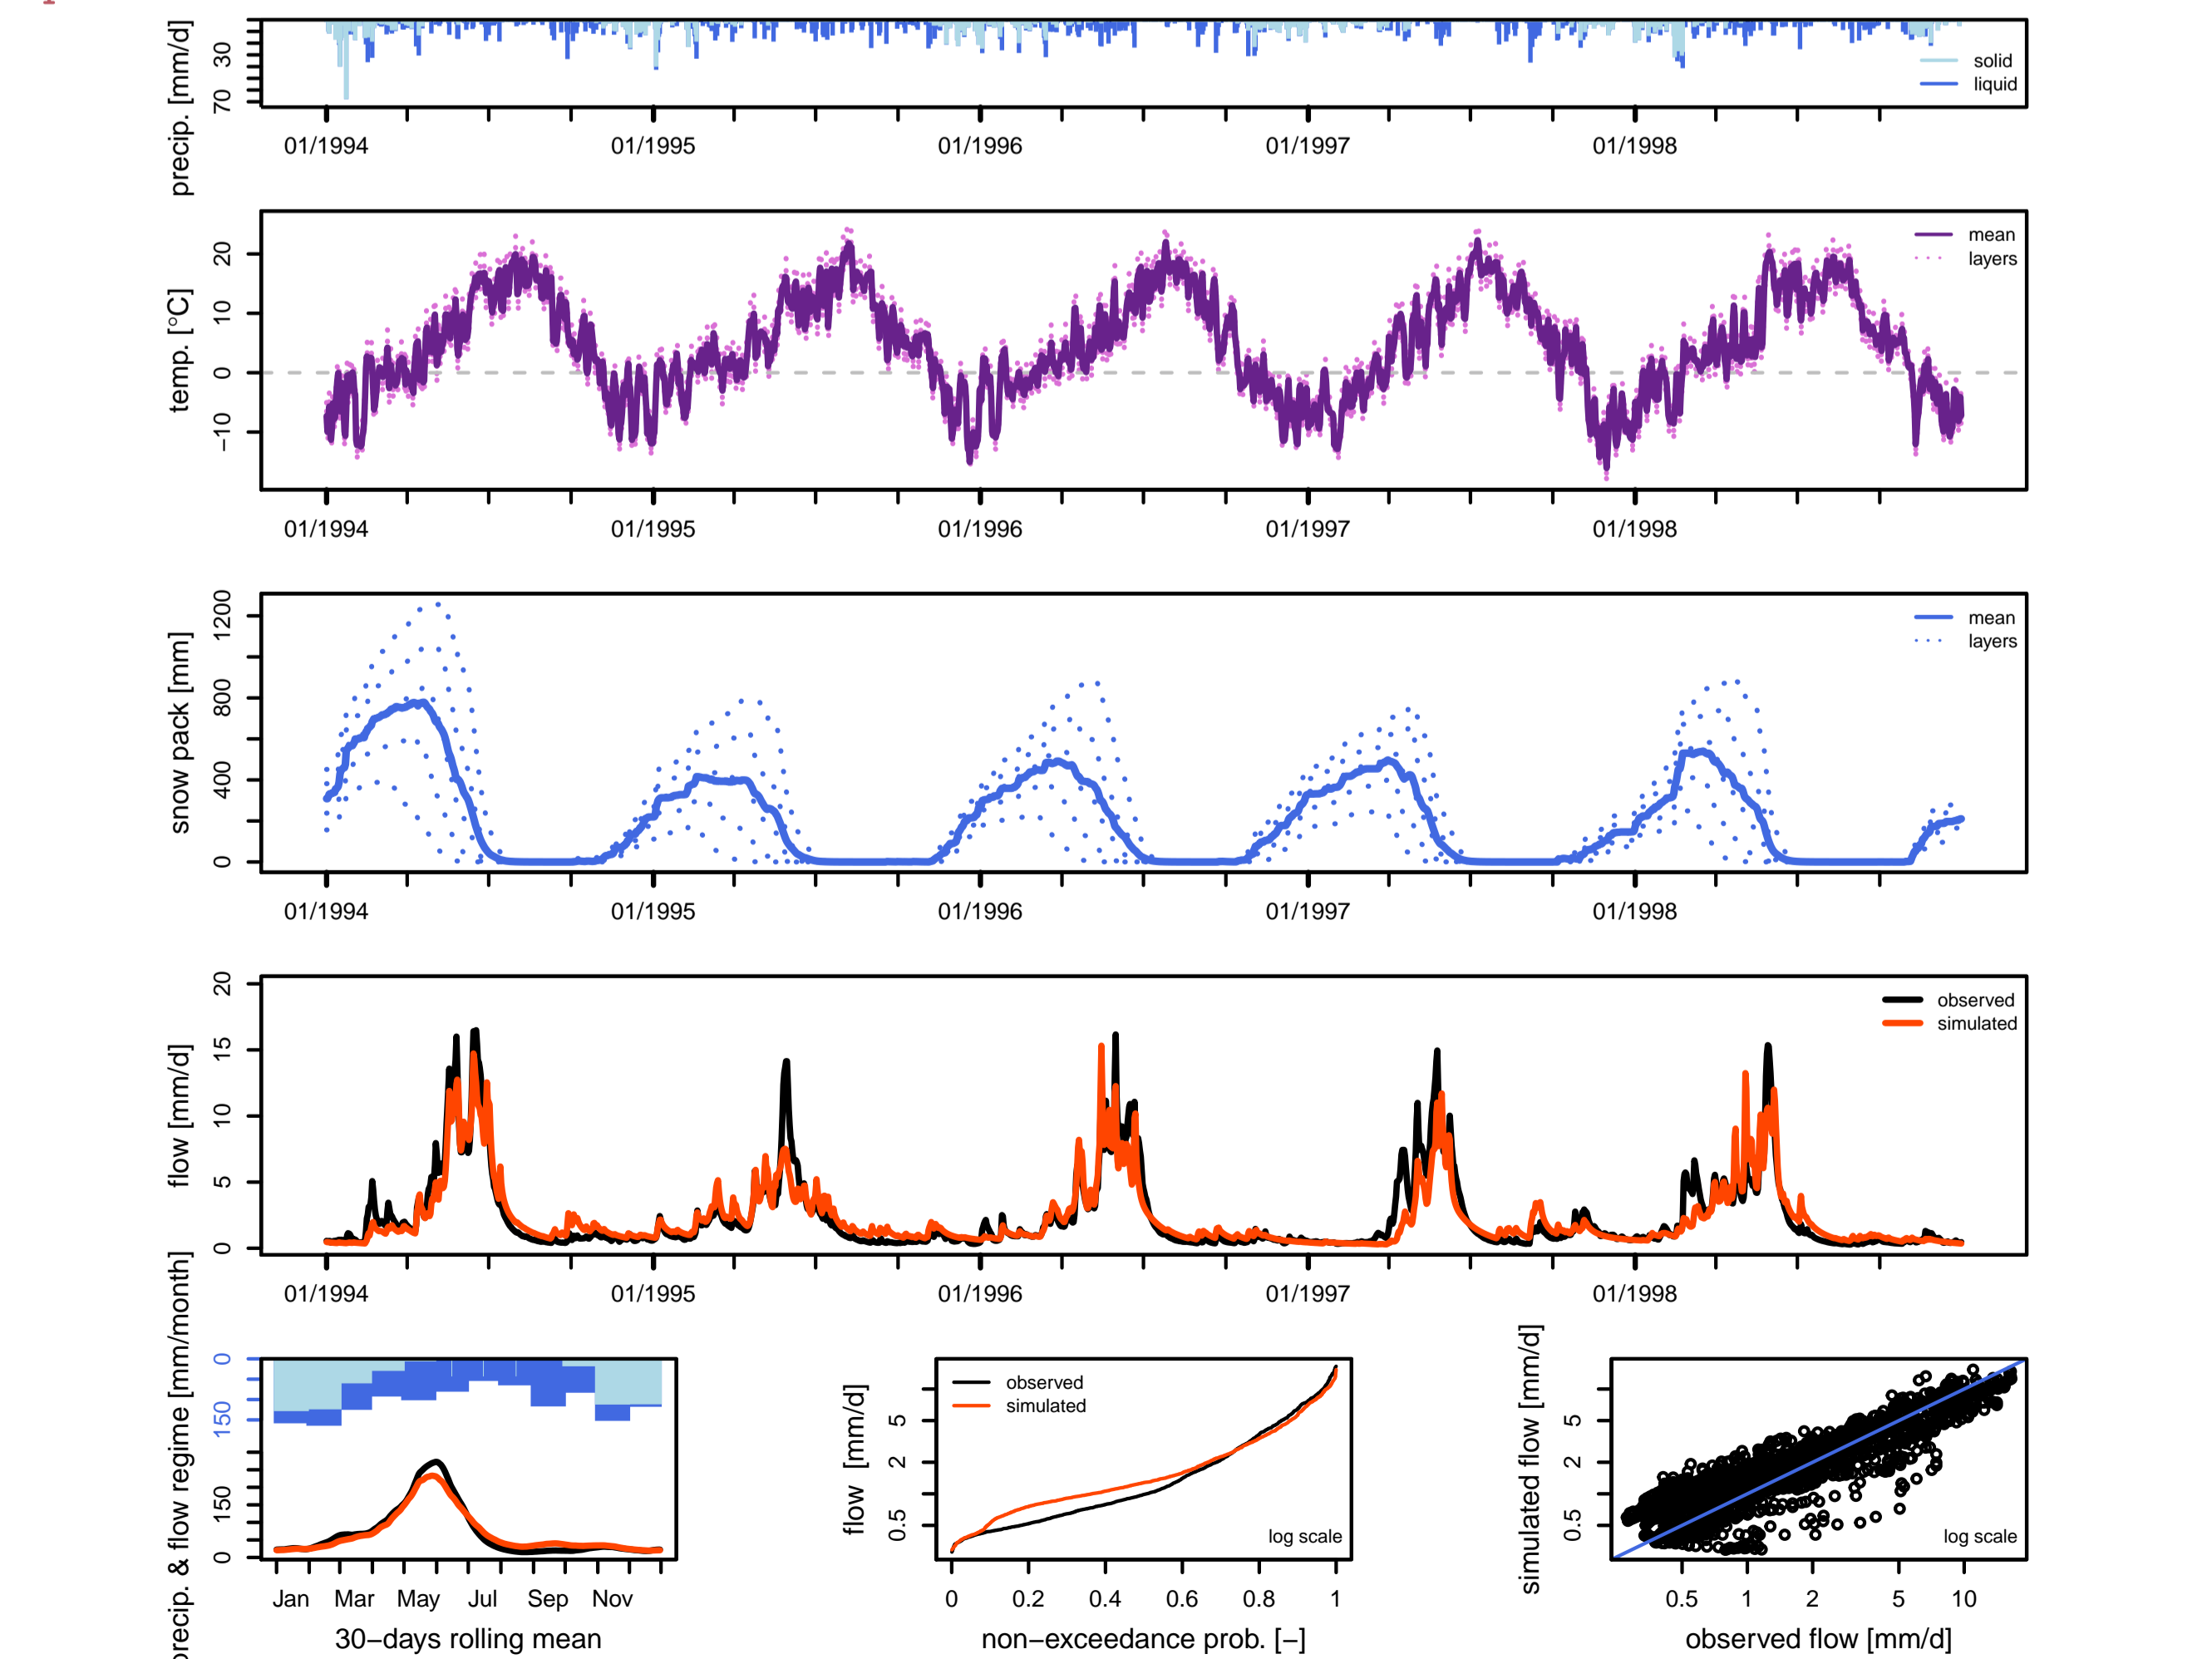 precip. [mm/d]
30
70
solid
liquid
01/1994 01/1995 01/1996 01/1997 01/1998
temp. [°C]
20
10
0
−10
mean
layers
01/1994 01/1995 01/1996 01/1997 01/1998
snow pack [mm]
1200
800
400
0
mean
layers
01/1994 01/1995 01/1996 01/1997 01/1998
flow [mm/d]
20
15
10
5
0
observed
simulated
01/1994 01/1995 01/1996 01/1997 01/1998
precip. & flow regime [mm/month]
0
150
150
0
Jan Mar May Jul Sep Nov
30−days rolling mean
flow [mm/d]
5
2
0.5
observed
simulated
log scale
0 0.2 0.4 0.6 0.8 1
non−exceedance prob. [−]
simulated flow [mm/d]
5
2
0.5
log scale
0.5 1 2 5 10
observed flow [mm/d]